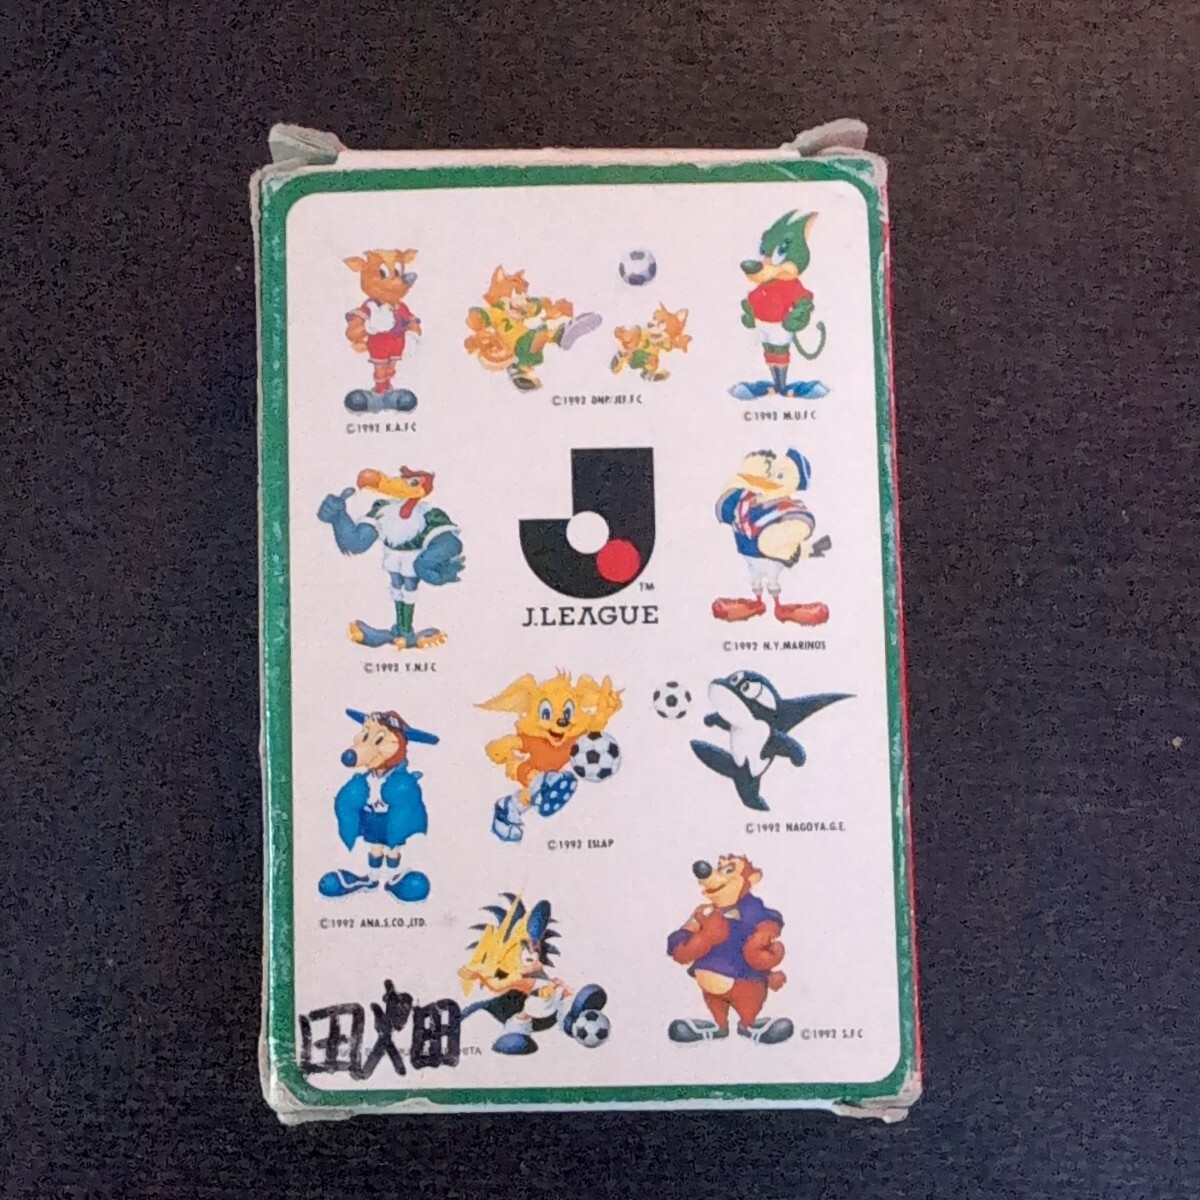 ©1992 K.A.F.C
©1992 DNP/JEF.F.C
©1992 M.U.F.C
TM
J.LEAGUE
©1992 Y.N.F.C
©1992 N.Y.MARINOS
©1992 ESLAP
©1992 NAGOYA.G.E.
©1992 ANA.S.CO.,LTD.
©1992 S.F.C
田畑